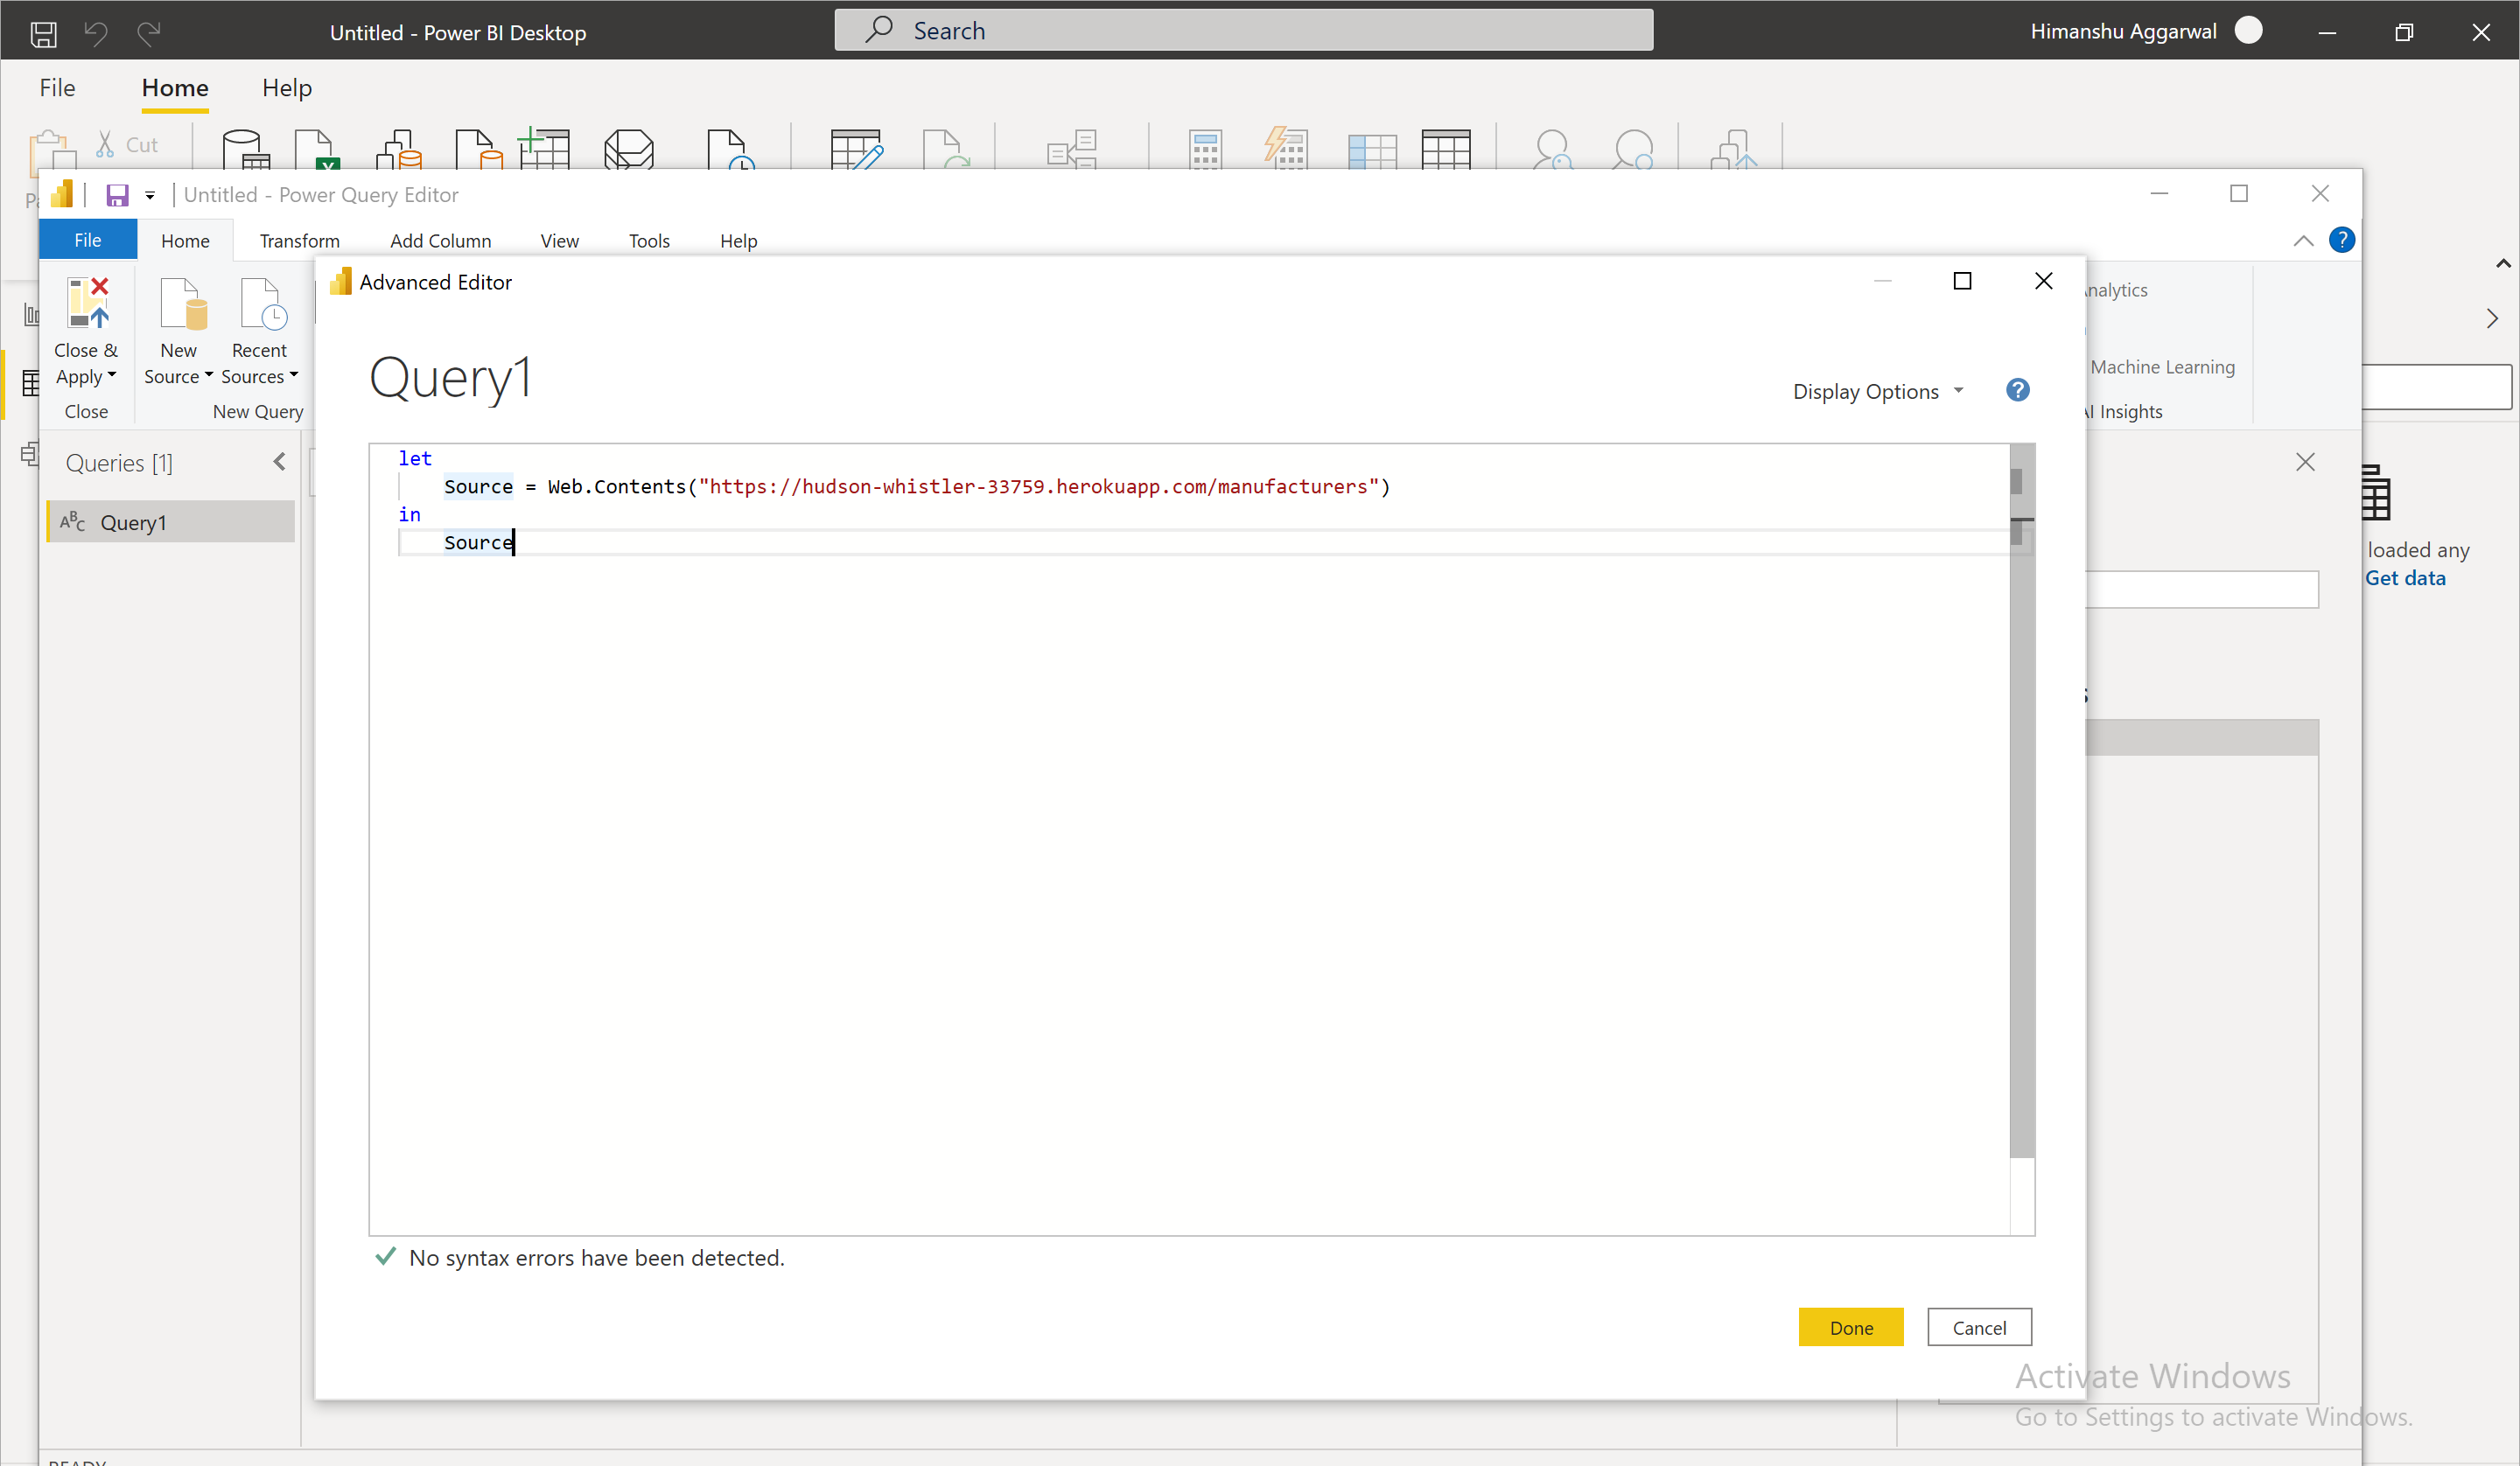 Untitled - Power BI Desktop
Search
Himanshu Aggarwal
File
Home
Help
Cut
Untitled - Power Query Editor
File
Home
Transform
Add Column
View
Tools
Help
Advanced Editor
Close &
Apply
New
Source
Recent
Sources
Close
New Query
Machine Learning
Insights
Query1
Display Options
Queries [1]
Query1
let
Source = Web.Contents("https://hudson-whistler-33759.herokuapp.com/manufacturers")
in
Source
loaded any
Get data
No syntax errors have been detected.
Done
Cancel
Activate Windows
Go to Settings to activate Windows.